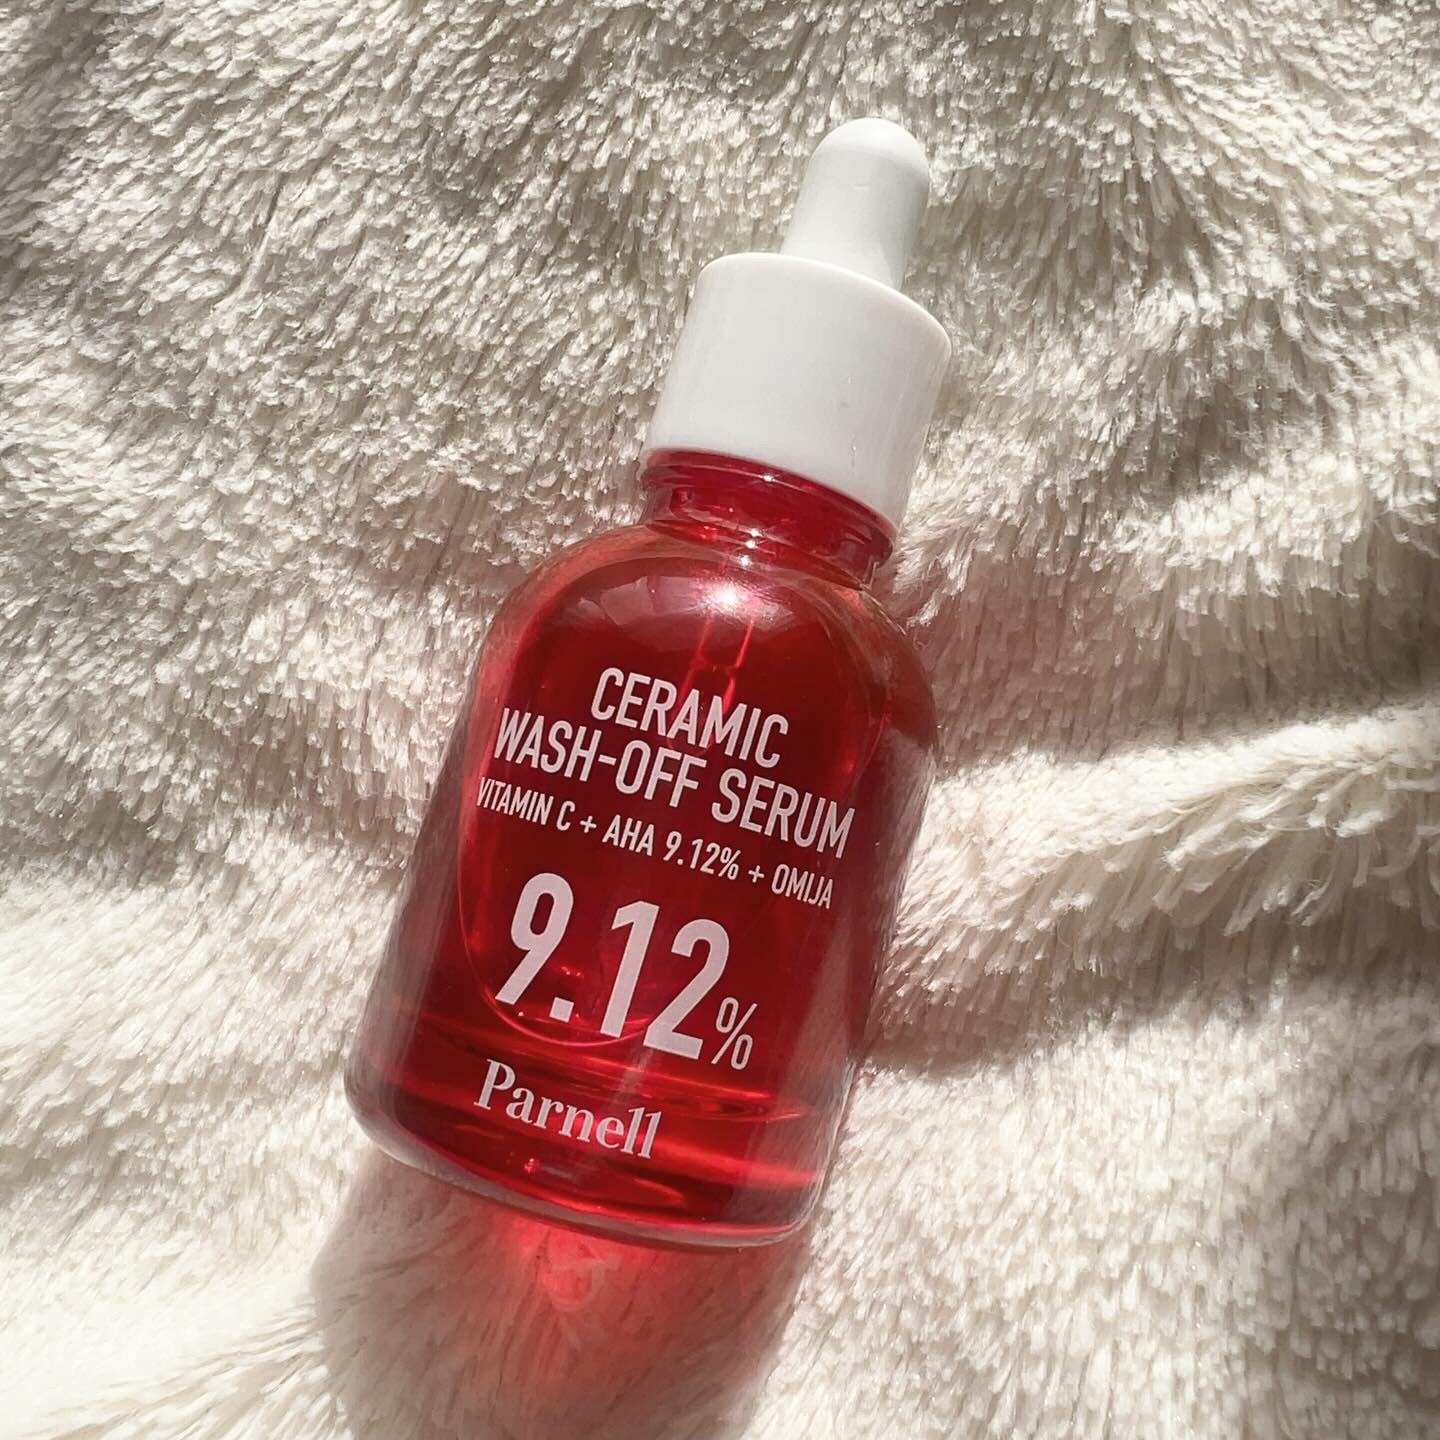 CERAMIC
WASH-OFF SERUM
VITAMIN C + AHA 9.12% + OMIJA
9.12%
Parnell